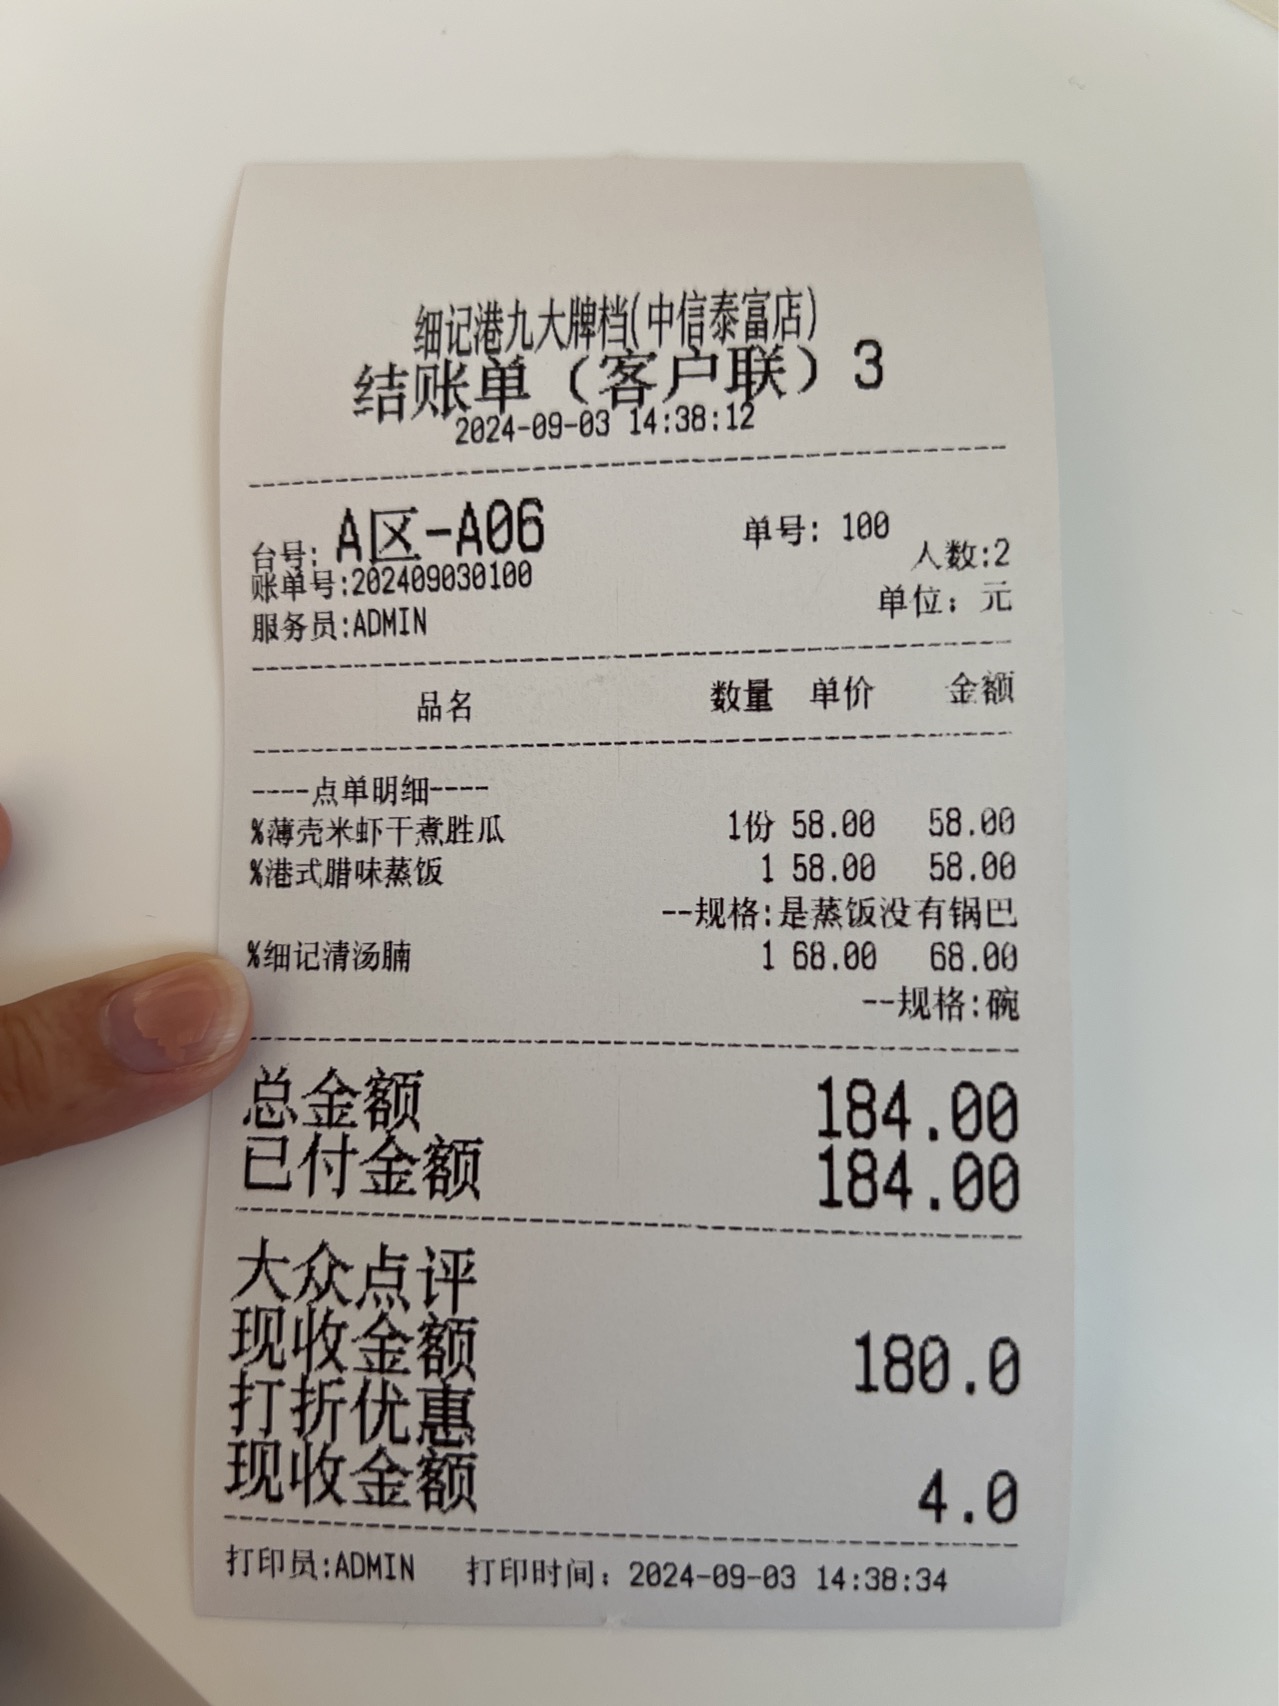 细记港九大牌档(中信泰富店)
结账单（客户联）3
2024-09-03 14:38:12
台号: A区-A06 单号: 100
人数:2
账单号:202409030100
单位：元
服务员:ADMIN
品名 数量 单价 金额
----点单明细----
%薄壳米虾干煮胜瓜 1份 58.00 58.00
%港式腊味蒸饭 1 58.00 58.00
--规格:是蒸饭没有锅巴
%细记清汤腩 1 68.00 68.00
--规格:碗
总金额 184.00
已付金额 184.00
大众点评
现收金额 180.0
打折优惠
现收金额 4.0
打印员:ADMIN 打印时间：2024-09-03 14:38:34